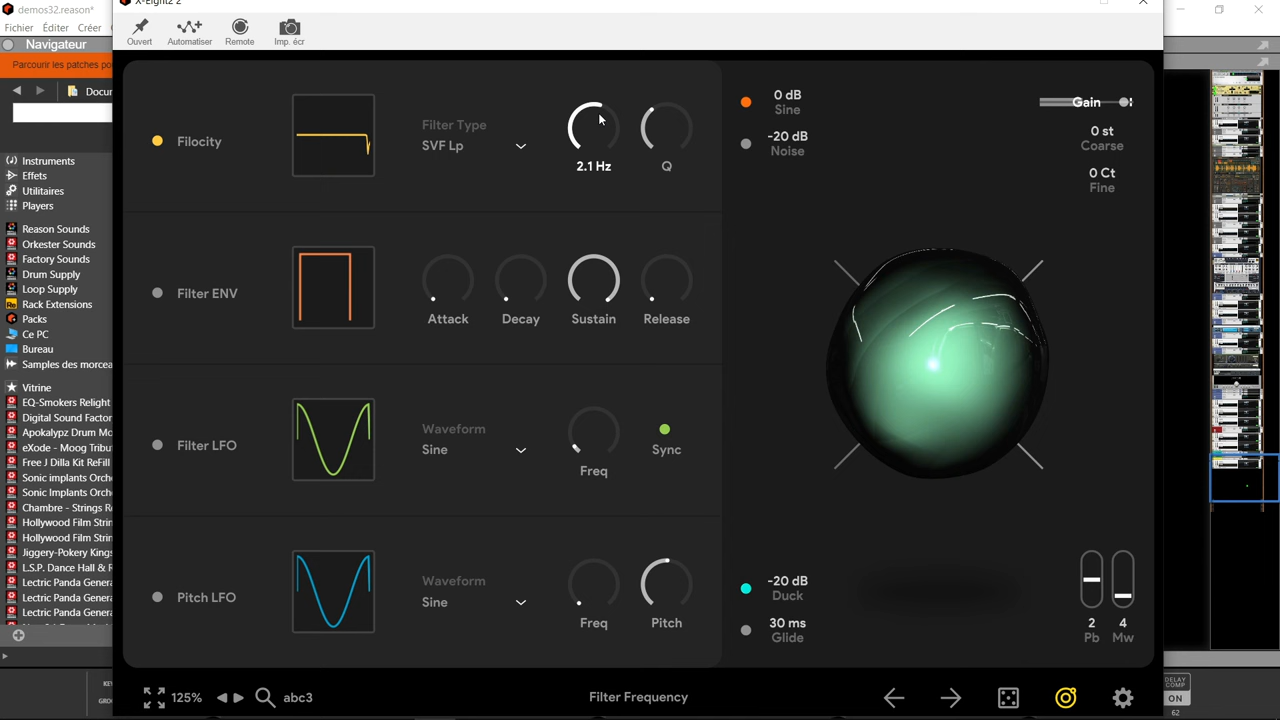 demos32.reason*
X-Eight2 2
Fichier Éditer Créer
Ouvert Automatiser Remote Imp. écr
Navigateur
Parcourir les patches po
Docur
Instruments
Effets
Utilitaires
Players
Reason Sounds
Orkester Sounds
Factory Sounds
Drum Supply
Loop Supply
Rack Extensions
Packs
Ce PC
Bureau
Samples des morcea
Vitrine
EQ-Smokers Relight
Digital Sound Factor
Apokalypz Drum Mo
eXode - Moog Tribu
Free J Dilla Kit ReFill
Sonic implants Orch
Sonic Implants Orch
Chambre - Strings R
Hollywood Film Strin
Hollywood Film Strin
Jiggery-Pokery Kings
L.S.P. Dance Hall & R
Lectric Panda Genera
Lectric Panda Genera
Lectric Panda Genera
Filocity
Filter Type
SVF Lp
2.1 Hz
Q
Filter ENV
Attack Decay Sustain Release
Filter LFO
Waveform
Sine
Freq
Sync
Pitch LFO
Waveform
Sine
Freq
Pitch
0 dB
Sine
-20 dB
Noise
Gain
0 st
Coarse
0 Ct
Fine
-20 dB
Duck
30 ms
Glide
2
Pb
4
Mw
125%
abc3
Filter Frequency
KE
GRO
DELAY
COMP
ON
62